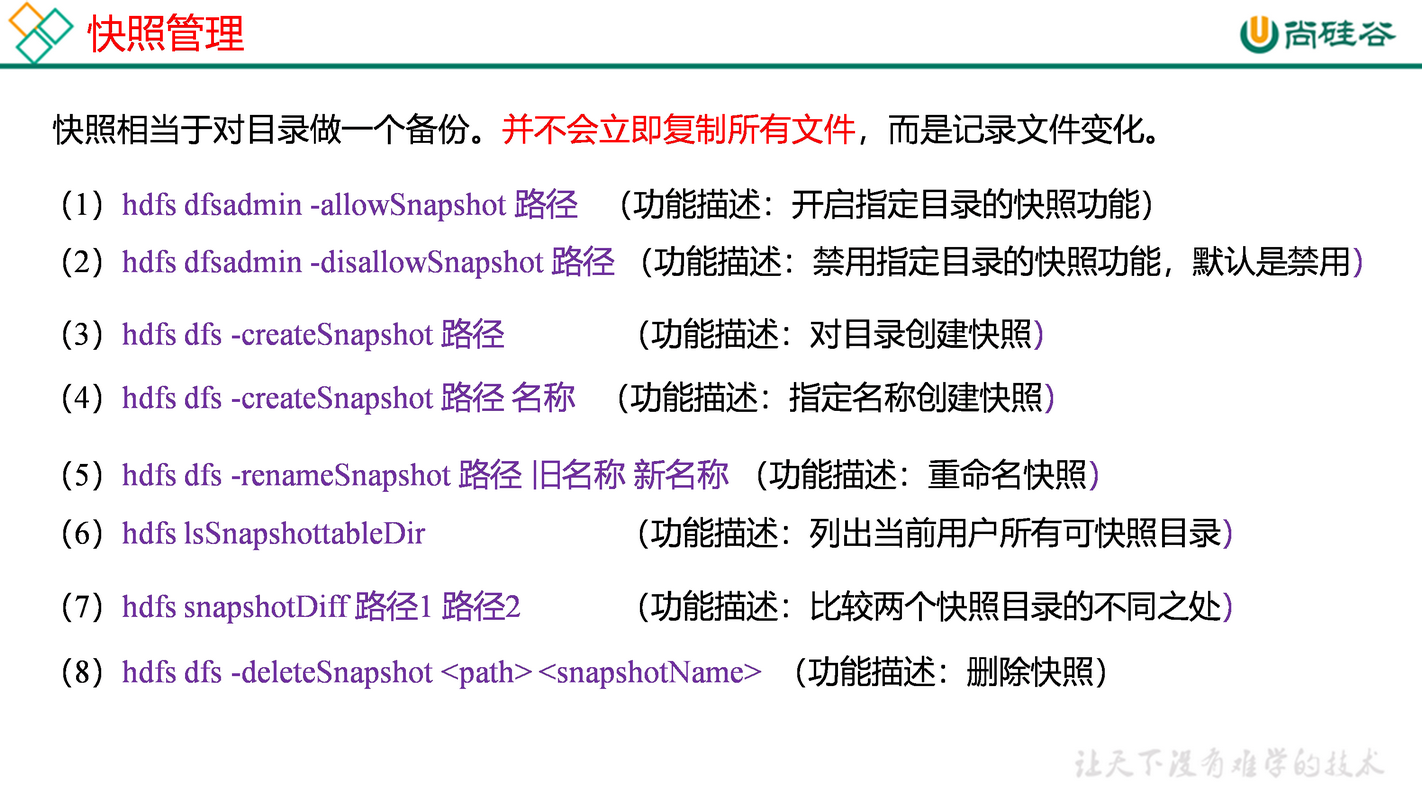 快照管理
尚硅谷
快照相当于对目录做一个备份。并不会立即复制所有文件，而是记录文件变化。
（1）hdfs dfsadmin -allowSnapshot 路径 （功能描述：开启指定目录的快照功能）
（2）hdfs dfsadmin -disallowSnapshot 路径 （功能描述：禁用指定目录的快照功能，默认是禁用）
（3）hdfs dfs -createSnapshot 路径 （功能描述：对目录创建快照）
（4）hdfs dfs -createSnapshot 路径 名称 （功能描述：指定名称创建快照）
（5）hdfs dfs -renameSnapshot 路径 旧名称 新名称 （功能描述：重命名快照）
（6）hdfs lsSnapshottableDir （功能描述：列出当前用户所有可快照目录）
（7）hdfs snapshotDiff 路径1 路径2 （功能描述：比较两个快照目录的不同之处）
（8）hdfs dfs -deleteSnapshot <path> <snapshotName> （功能描述：删除快照）
让天下没有难学的技术